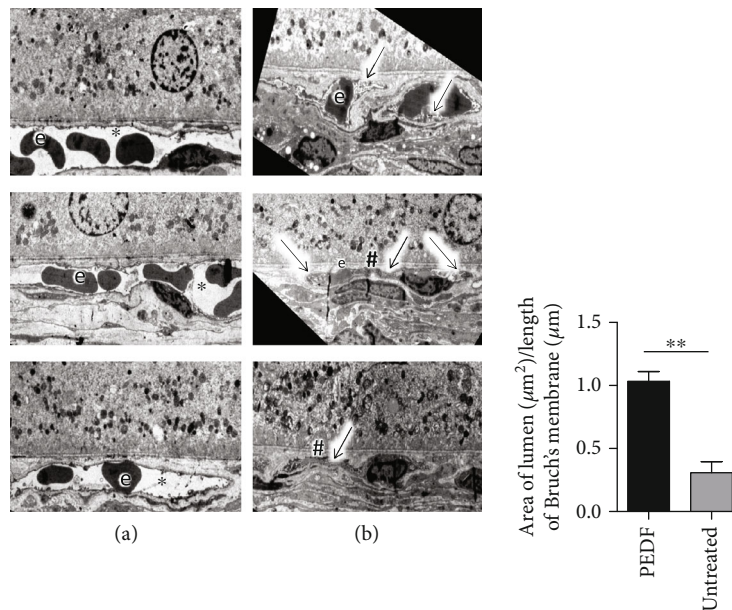 e
*
e
e
*
e
#
e
*
#
(a)
(b)
Area of lumen (μm²)/length
of Bruch's membrane (μm)
1.5
1.0
0.5
0.0
**
PEDF
Untreated